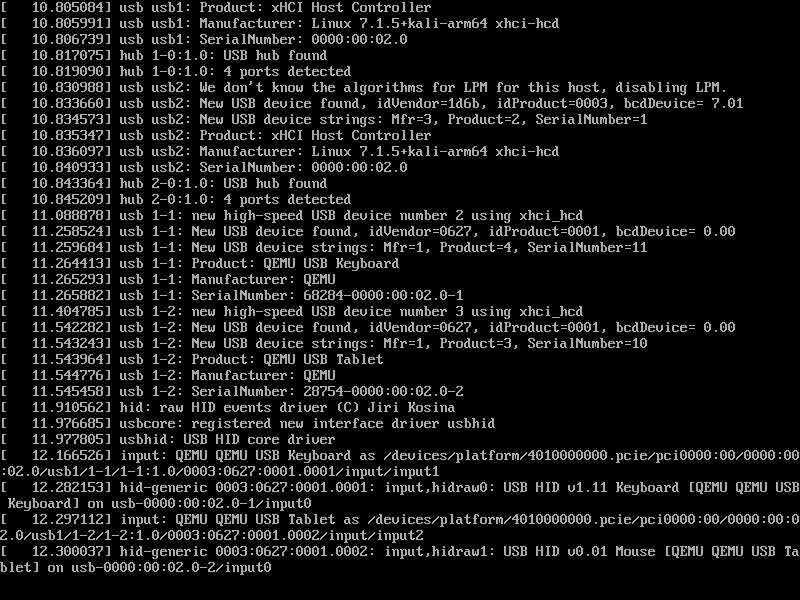 [   10.805084] usb usb1: Product: xHCI Host Controller
[   10.805991] usb usb1: Manufacturer: Linux 7.1.5+kali-arm64 xhci-hcd
[   10.806739] usb usb1: SerialNumber: 0000:00:02.0
[   10.817075] hub 1-0:1.0: USB hub found
[   10.819090] hub 1-0:1.0: 4 ports detected
[   10.830988] usb usb2: We don't know the algorithms for LPM for this host, disabling LPM.
[   10.833660] usb usb2: New USB device found, idVendor=1d6b, idProduct=0003, bcdDevice= 7.01
[   10.834573] usb usb2: New USB device strings: Mfr=3, Product=2, SerialNumber=1
[   10.835347] usb usb2: Product: xHCI Host Controller
[   10.836097] usb usb2: Manufacturer: Linux 7.1.5+kali-arm64 xhci-hcd
[   10.840933] usb usb2: SerialNumber: 0000:00:02.0
[   10.843364] hub 2-0:1.0: USB hub found
[   10.845209] hub 2-0:1.0: 4 ports detected
[   11.088878] usb 1-1: new high-speed USB device number 2 using xhci_hcd
[   11.258524] usb 1-1: New USB device found, idVendor=0627, idProduct=0001, bcdDevice= 0.00
[   11.259684] usb 1-1: New USB device strings: Mfr=1, Product=4, SerialNumber=11
[   11.264413] usb 1-1: Product: QEMU USB Keyboard
[   11.265293] usb 1-1: Manufacturer: QEMU
[   11.265882] usb 1-1: SerialNumber: 68284-0000:00:02.0-1
[   11.404785] usb 1-2: new high-speed USB device number 3 using xhci_hcd
[   11.542282] usb 1-2: New USB device found, idVendor=0627, idProduct=0001, bcdDevice= 0.00
[   11.543243] usb 1-2: New USB device strings: Mfr=1, Product=3, SerialNumber=10
[   11.543964] usb 1-2: Product: QEMU USB Tablet
[   11.544776] usb 1-2: Manufacturer: QEMU
[   11.545458] usb 1-2: SerialNumber: 28754-0000:00:02.0-2
[   11.910562] hid: raw HID events driver (C) Jiri Kosina
[   11.976685] usbcore: registered new interface driver usbhid
[   11.977805] usbhid: USB HID core driver
[   12.166526] input: QEMU QEMU USB Keyboard as /devices/platform/4010000000.pcie/pci0000:00/0000:00
:02.0/usb1/1-1/1-1:1.0/0003:0627:0001.0001/input/input1
[   12.282153] hid-generic 0003:0627:0001.0001: input,hidraw0: USB HID v1.11 Keyboard [QEMU QEMU USB
 Keyboard] on usb-0000:00:02.0-1/input0
[   12.297112] input: QEMU QEMU USB Tablet as /devices/platform/4010000000.pcie/pci0000:00/0000:00:0
2.0/usb1/1-2/1-2:1.0/0003:0627:0001.0002/input/input2
[   12.300037] hid-generic 0003:0627:0001.0002: input,hidraw1: USB HID v0.01 Mouse [QEMU QEMU USB Ta
blet] on usb-0000:00:02.0-2/input0